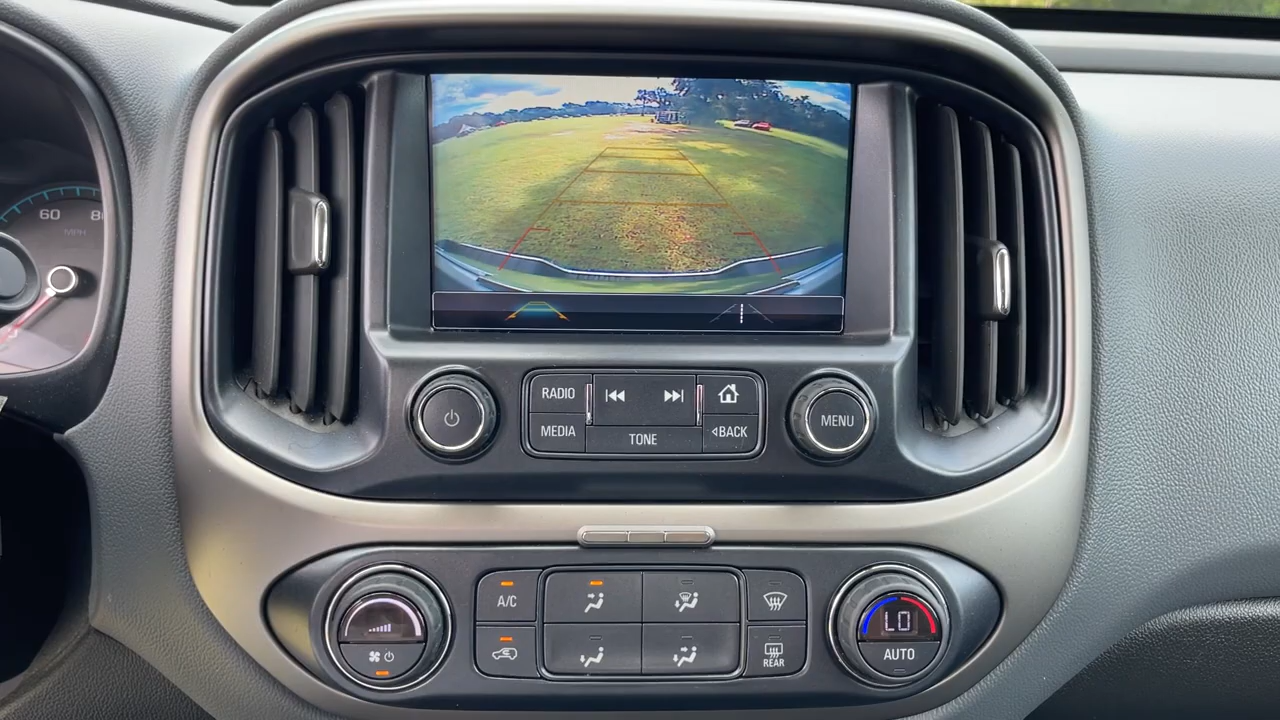 60 80
MPH
RADIO
MEDIA
TONE
BACK
MENU
A/C
REAR
LO
AUTO